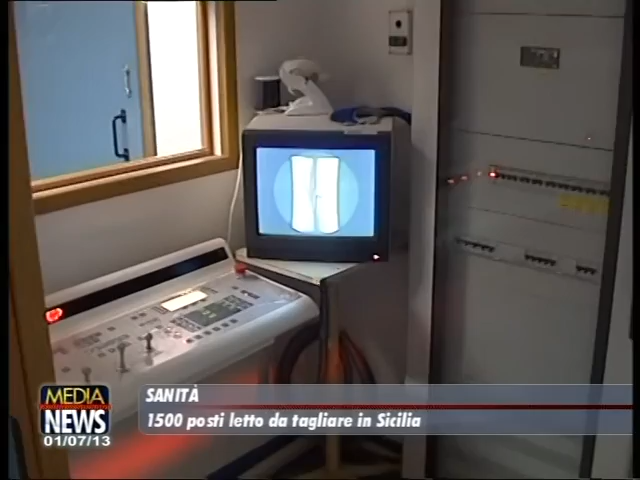 MEDIA
NEWS
01/07/13
SANITÀ
1500 posti letto da tagliare in Sicilia